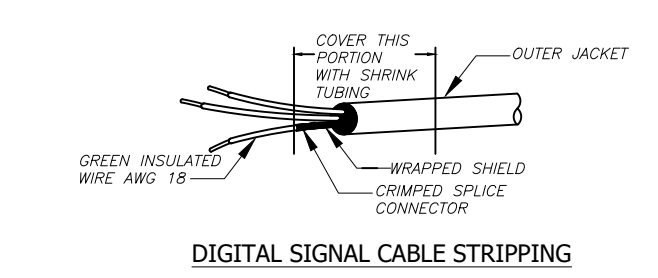 COVER THIS
PORTION
WITH SHRINK
TUBING
OUTER JACKET
GREEN INSULATED
WIRE AWG 18
WRAPPED SHIELD
CRIMPED SPLICE
CONNECTOR
DIGITAL SIGNAL CABLE STRIPPING